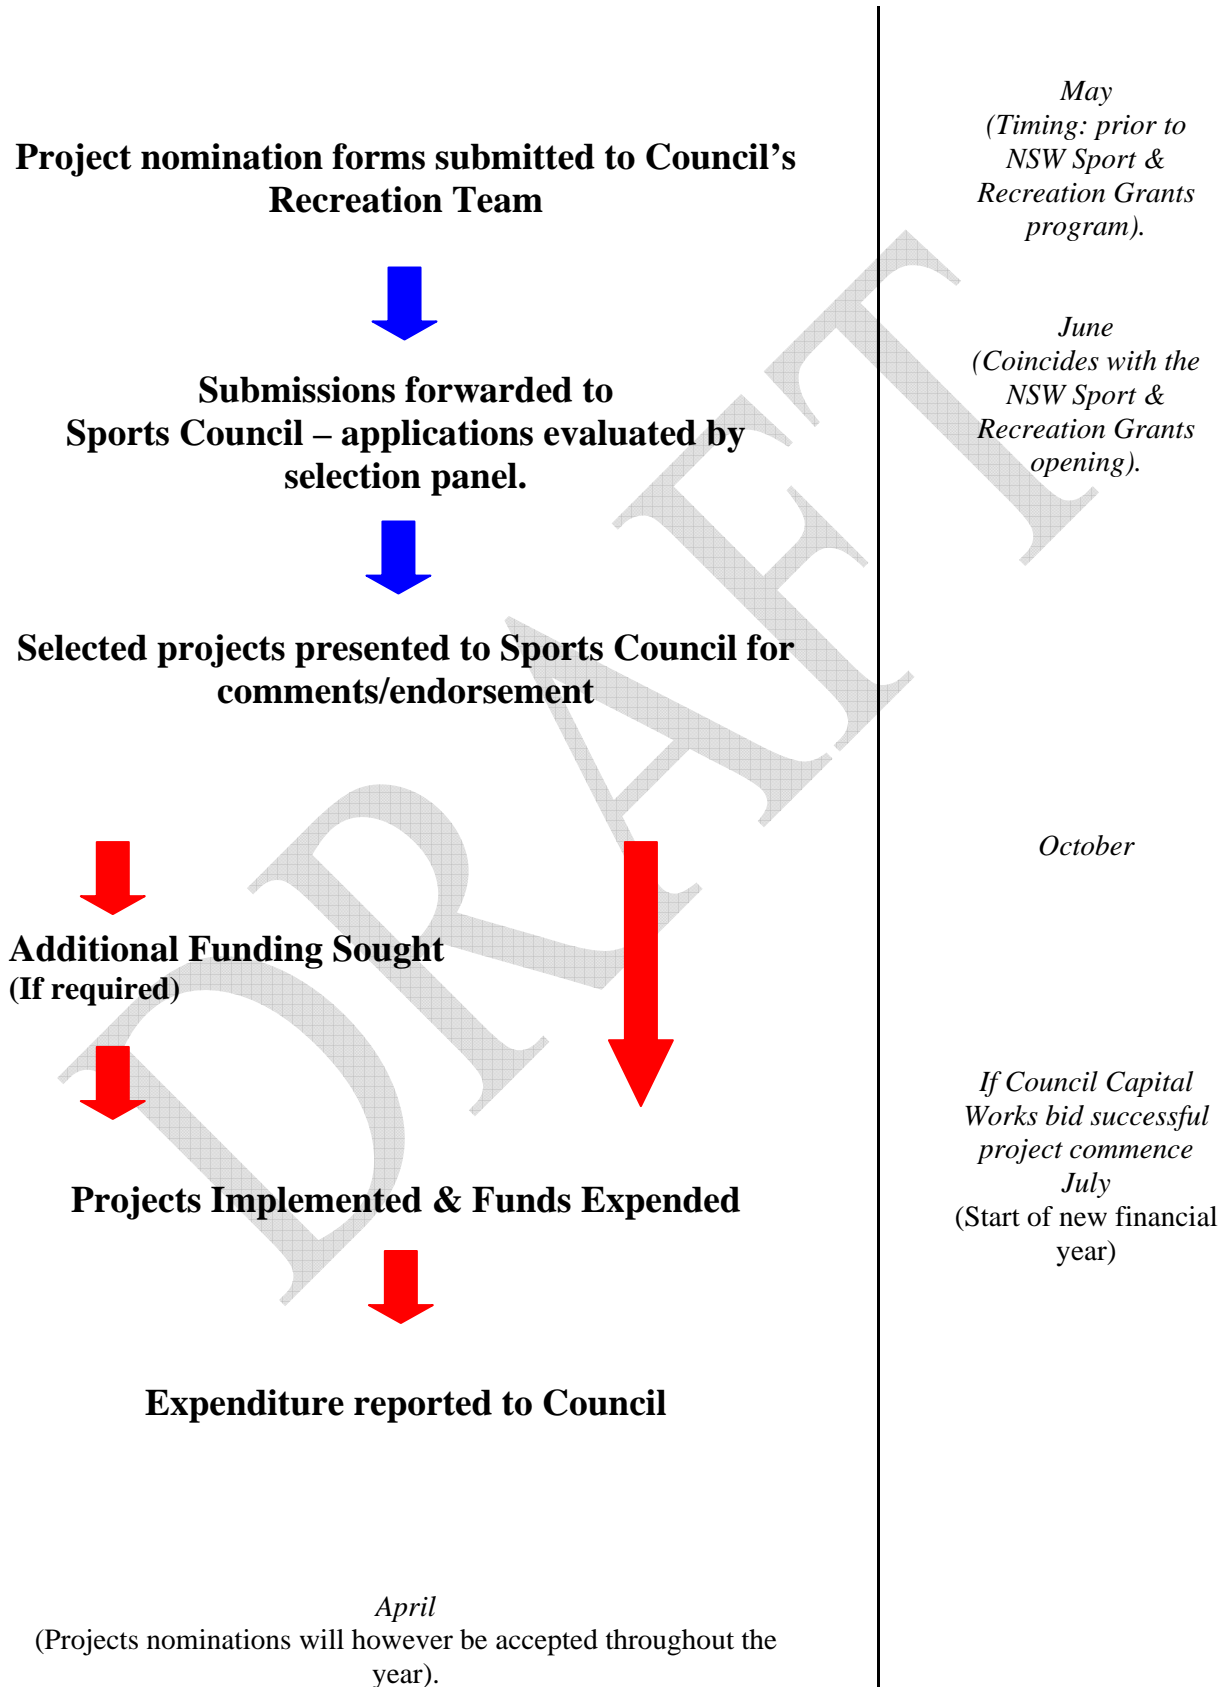 Project nomination forms submitted to Council’s
Recreation Team
Submissions forwarded to
Sports Council – applications evaluated by
selection panel.
Selected projects presented to Sports Council for
comments/endorsement
Additional Funding Sought
(If required)
Projects Implemented & Funds Expended
Expenditure reported to Council
April
(Projects nominations will however be accepted throughout the
year).
May
(Timing: prior to
NSW Sport &
Recreation Grants
program).
June
(Coincides with the
NSW Sport &
Recreation Grants
opening).
October
If Council Capital
Works bid successful
project commence
July
(Start of new financial
year)
DRAFT